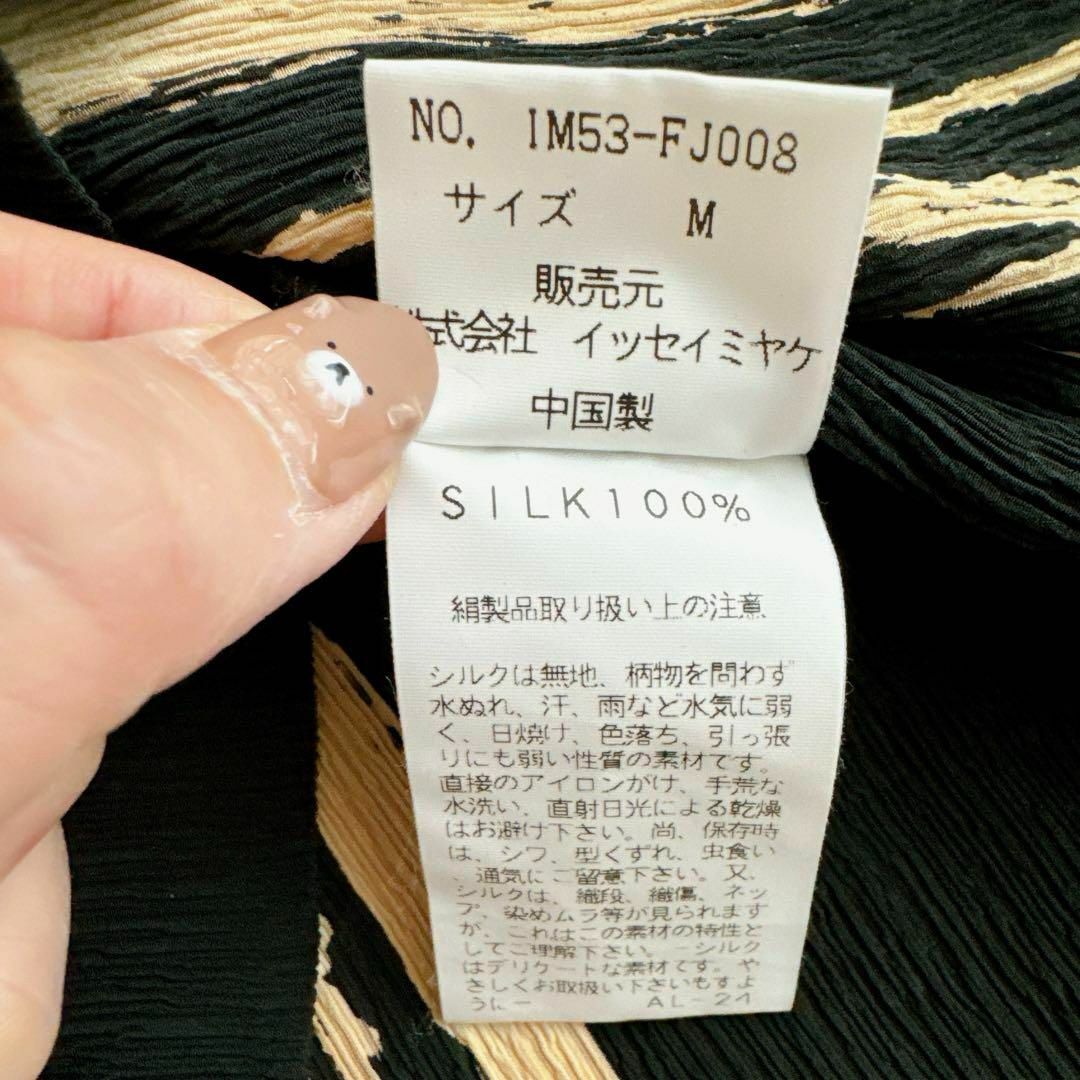 NO. IM53-FJ008
サイズ M
販売元
株式会社 イッセイミヤケ
中国製
SILK100%
絹製品取り扱い上の注意
シルクは無地、柄物を問わず
水ぬれ、汗、雨など水気に弱
く、日焼け、色落ち、引っ張
りにも弱い性質の素材です。
直接のアイロンがけ、手荒な
水洗い、直射日光による乾燥
はお避け下さい。尚、保存時
は、シワ、型くずれ、虫食い
、通気にご留意下さい。又、
シルクは、織段、織傷、ネッ
プ、染めムラ等が見られます
が、これはこの素材の特性と
してご理解下さい。ーシルク
はデリケートな素材です。や
さしくお取扱い下さいますよ
うにー AL-24